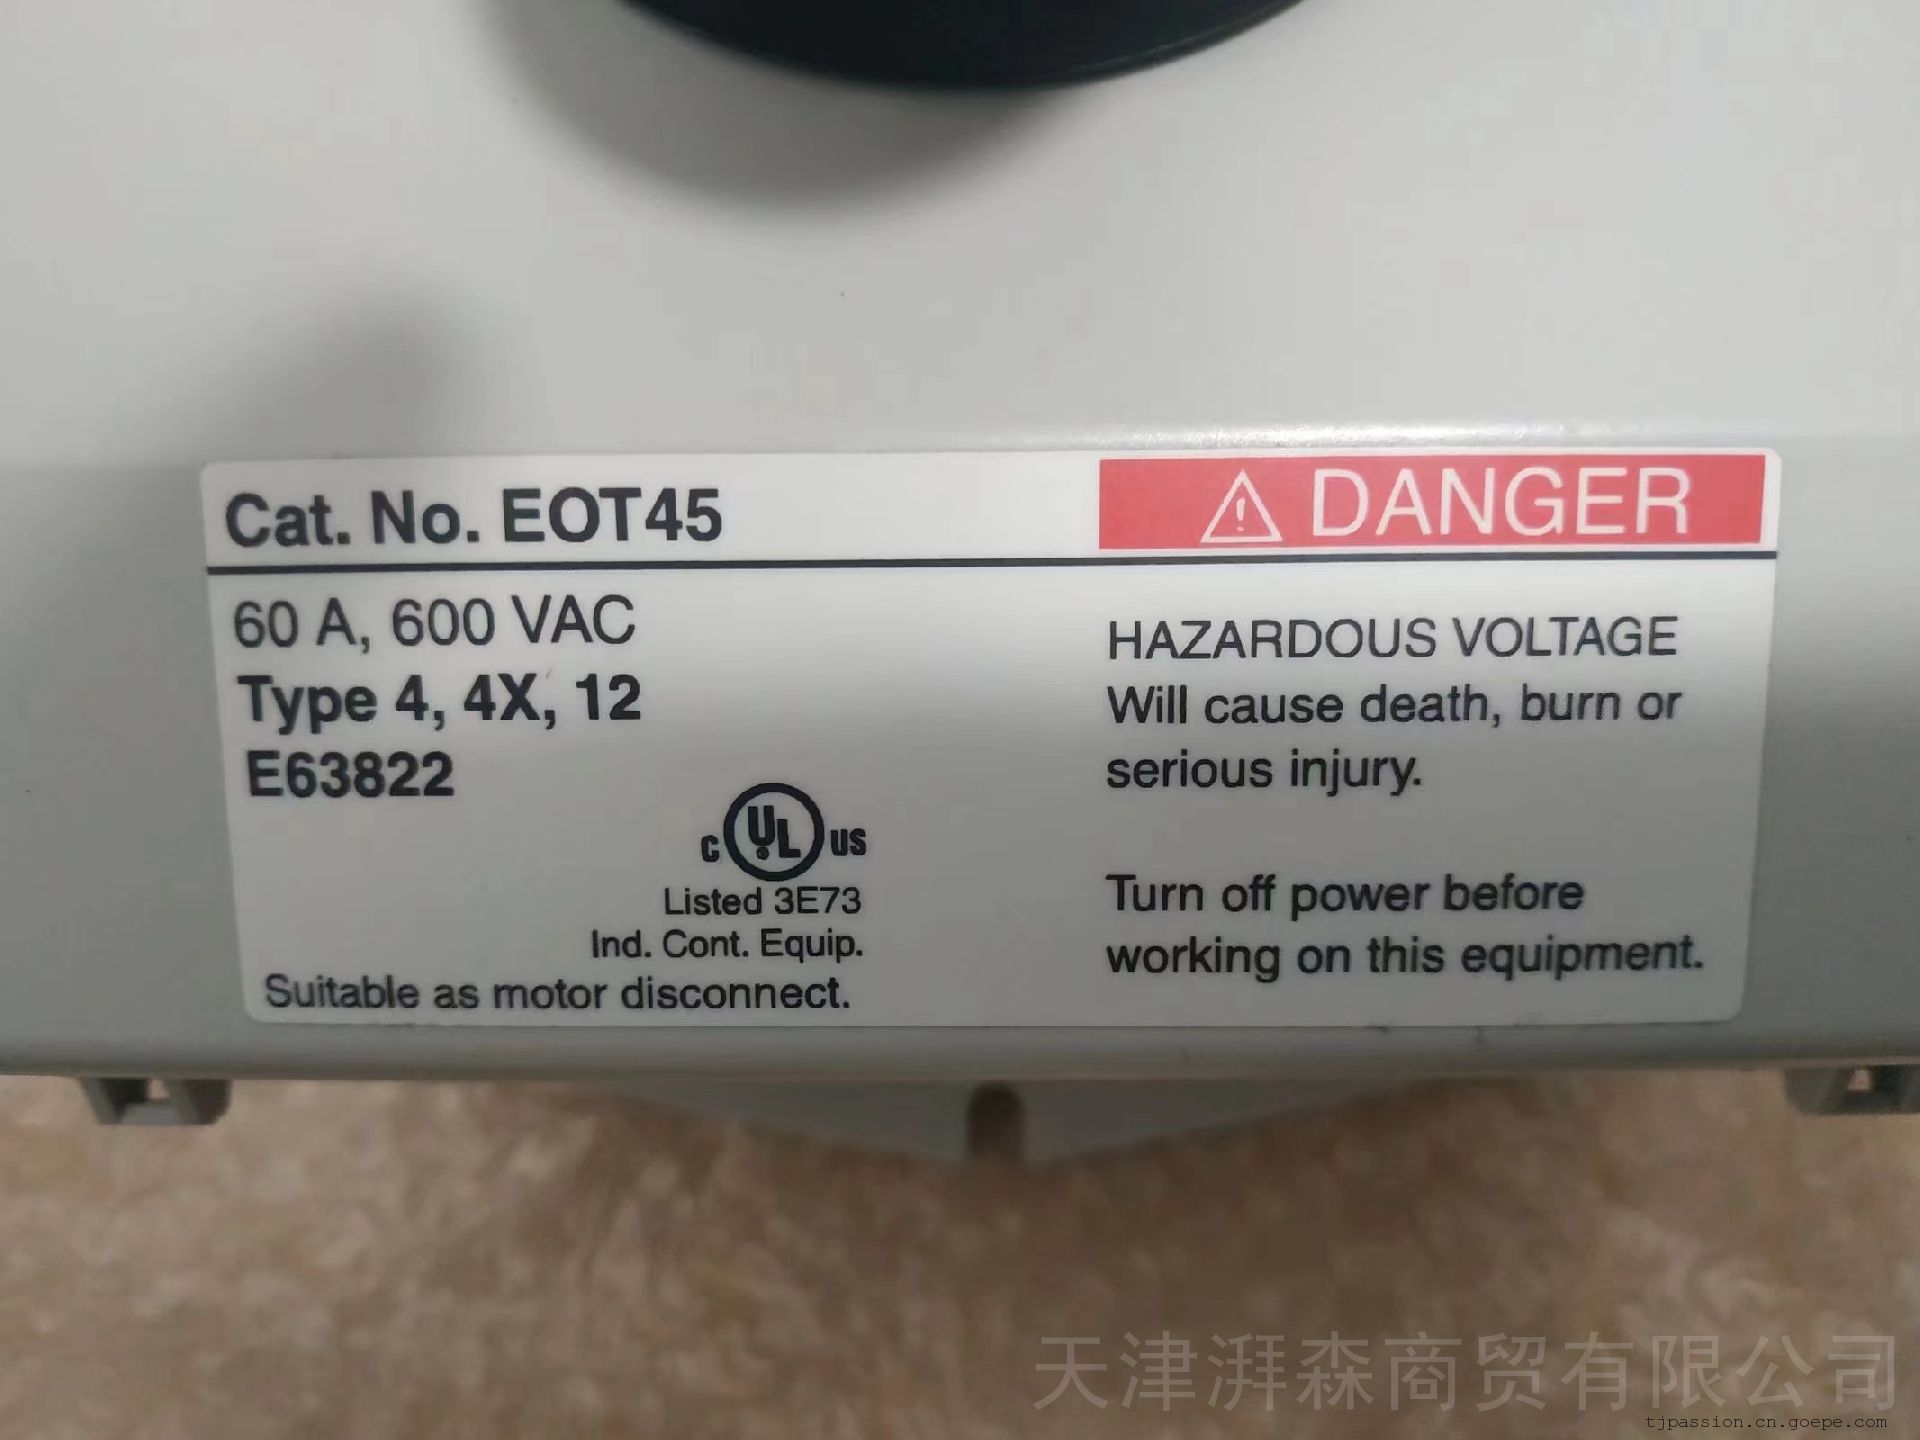 Cat. No. EOT45
DANGER
60 A, 600 VAC
Type 4, 4X, 12
E63822
C UL US
Listed 3E73
Ind. Cont. Equip.
Suitable as motor disconnect.
HAZARDOUS VOLTAGE
Will cause death, burn or
serious injury.
Turn off power before
working on this equipment.
天津湃森商贸有限公司
tjpassion.cn.goepe.com